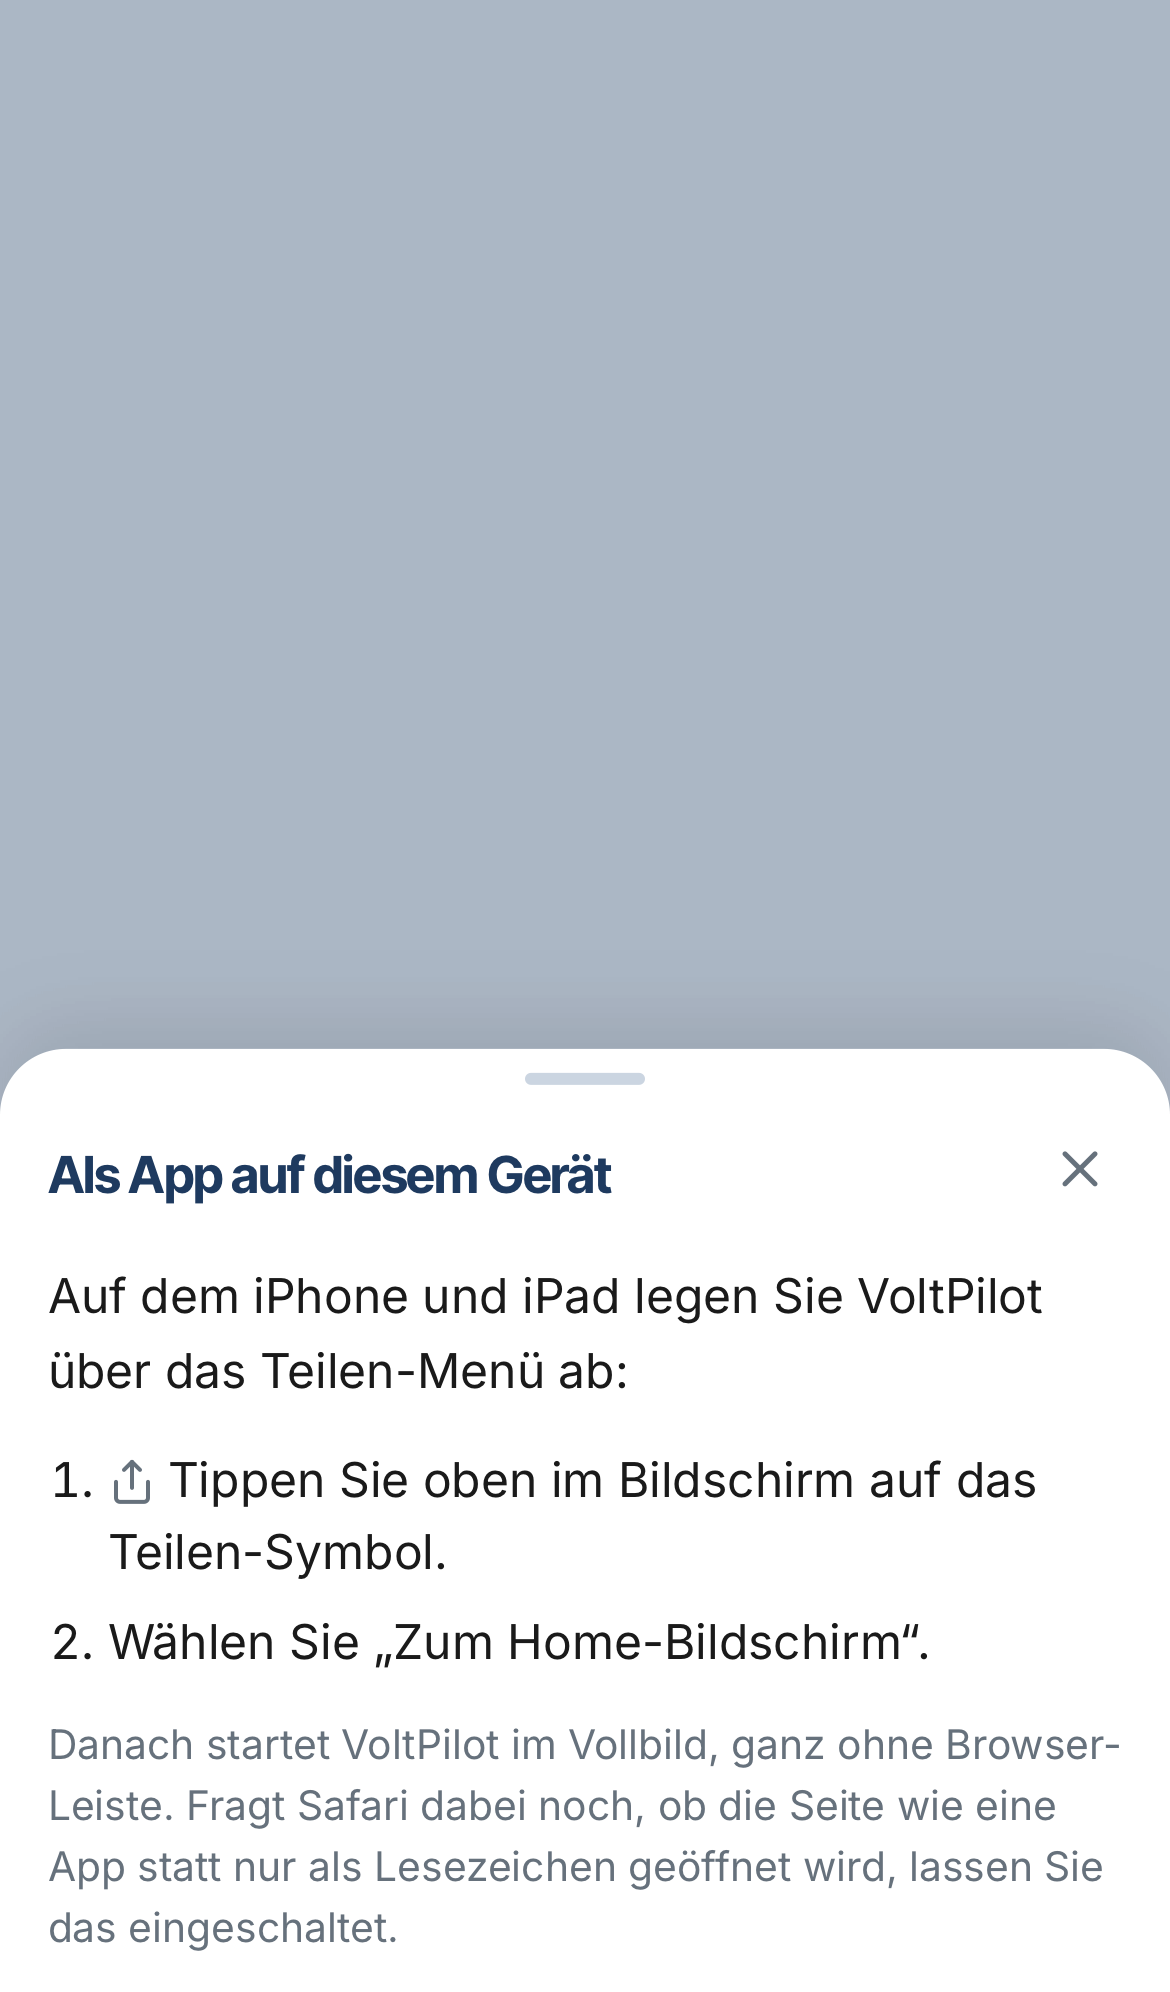 Als App auf diesem Gerät
Auf dem iPhone und iPad legen Sie VoltPilot
über das Teilen-Menü ab:
1. Tippen Sie oben im Bildschirm auf das
Teilen-Symbol.
2. Wählen Sie „Zum Home-Bildschirm“.
Danach startet VoltPilot im Vollbild, ganz ohne Browser-
Leiste. Fragt Safari dabei noch, ob die Seite wie eine
App statt nur als Lesezeichen geöffnet wird, lassen Sie
das eingeschaltet.